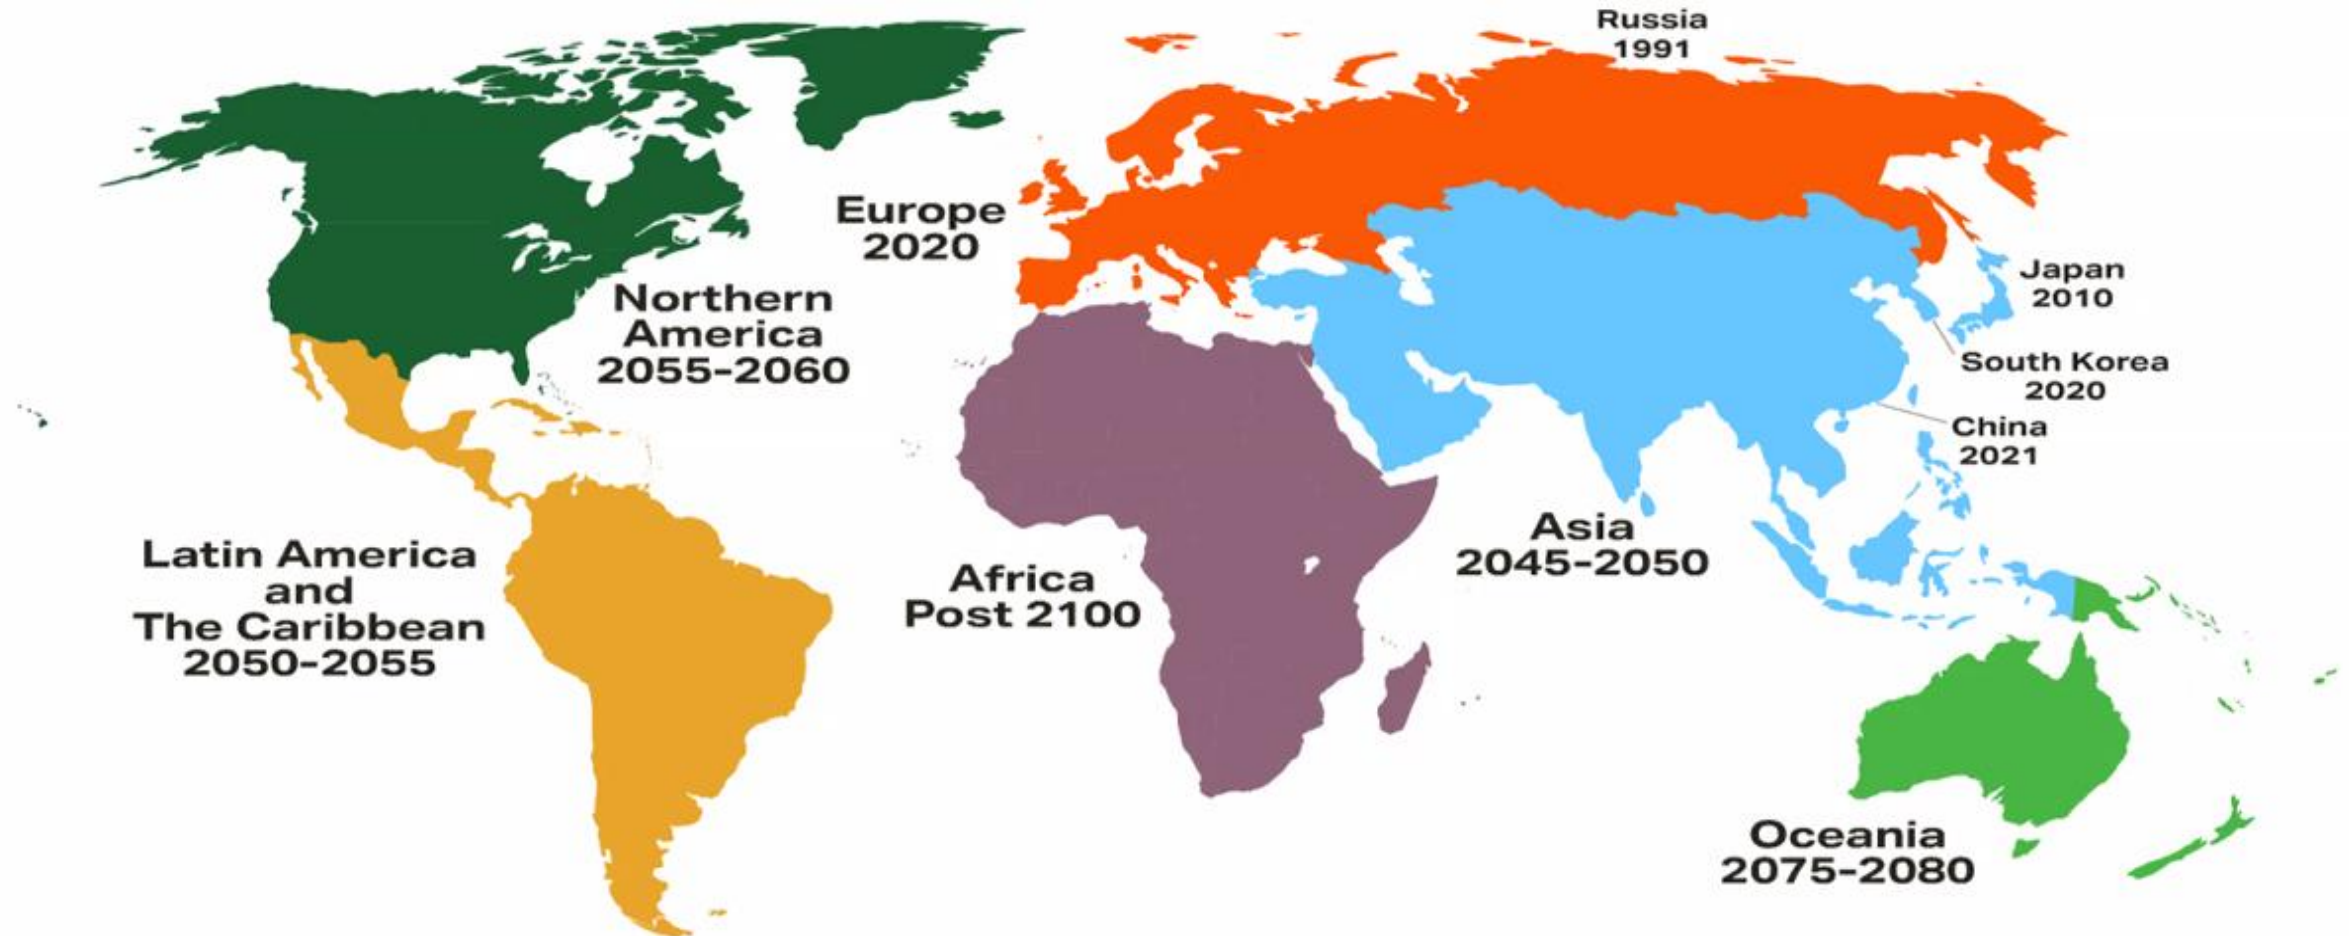 Russia
1991
Europe
2020
Northern
America
2055-2060
Japan
2010
South Korea
2020
China
2021
Latin America
and
The Caribbean
2050-2055
Africa
Post 2100
Asia
2045-2050
Oceania
2075-2080